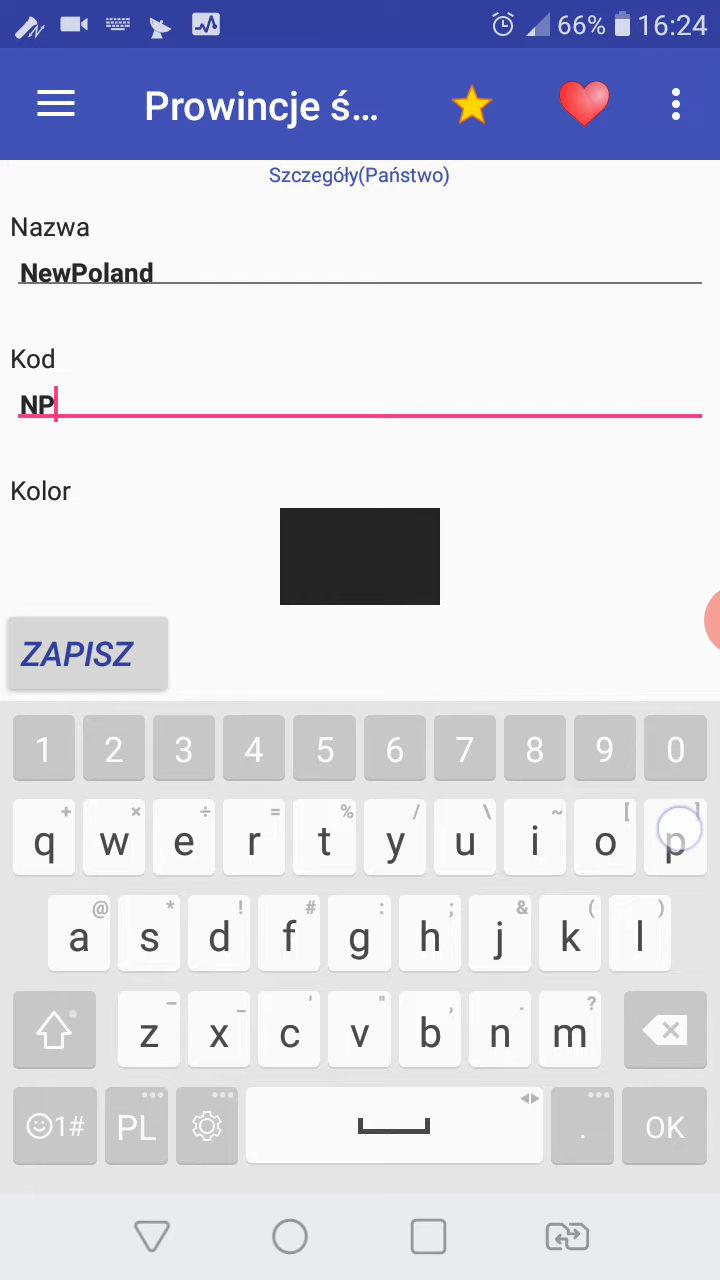 66% 16:24
Prowincje ś...
Szczegóły(Państwo)
Nazwa
NewPoland
Kod
NP
Kolor
ZAPISZ
1 2 3 4 5 6 7 8 9 0
+ × ÷ = % / \ ~ [ ]
q w e r t y u i o p
@ * ! # : ; & ( )
a s d f g h j k l
– _ ' " , . ?
z x c v b n m
1# PL . OK